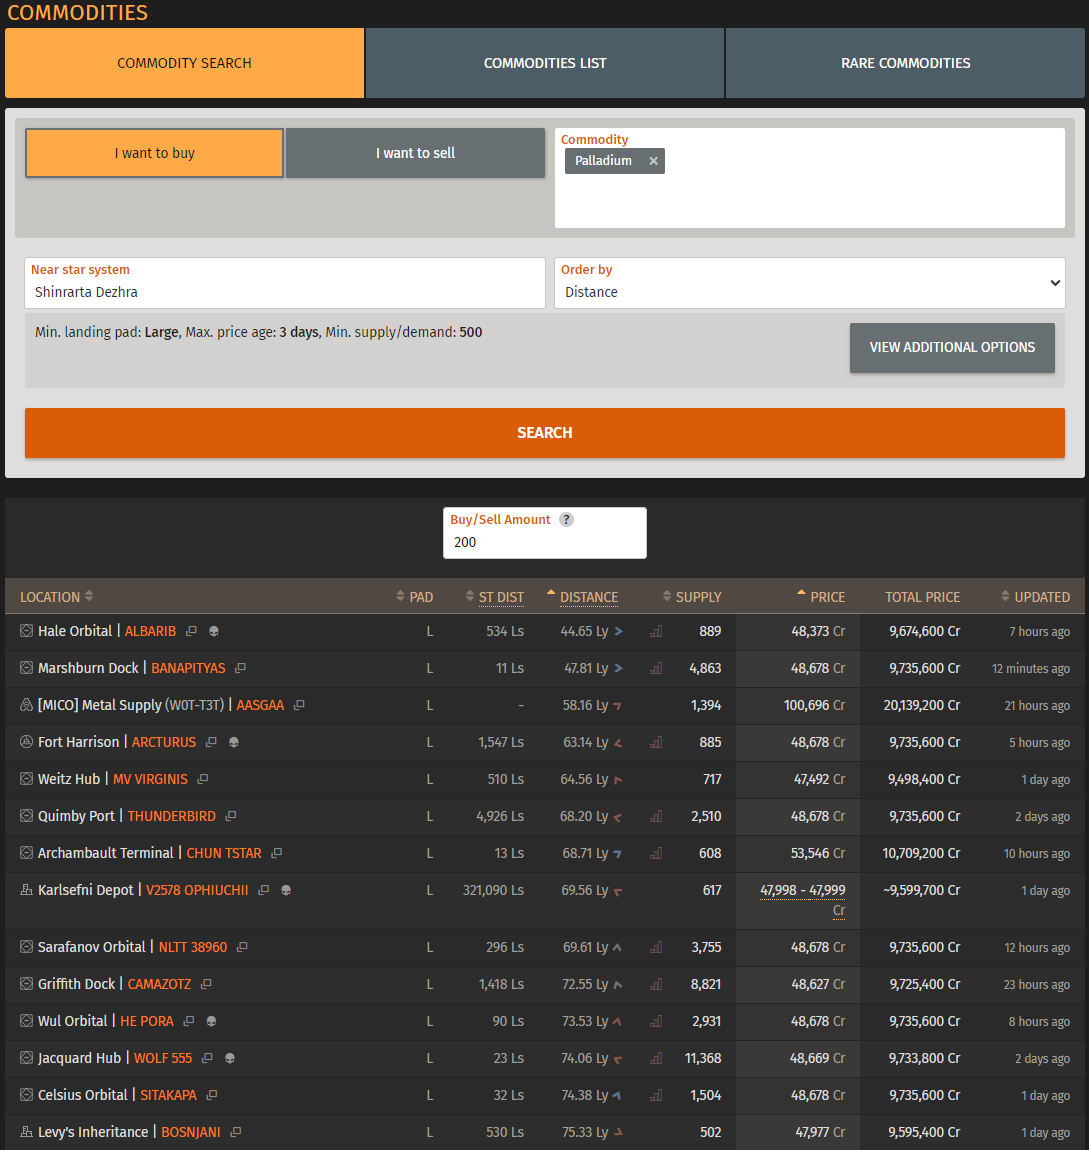 COMMODITIES
COMMODITY SEARCH COMMODITIES LIST RARE COMMODITIES
I want to buy I want to sell
Commodity
Palladium ×
Near star system
Shinrarta Dezhra
Order by
Distance
Min. landing pad: Large, Max. price age: 3 days, Min. supply/demand: 500
VIEW ADDITIONAL OPTIONS
SEARCH
Buy/Sell Amount ?
200
LOCATION PAD ST DIST DISTANCE SUPPLY PRICE TOTAL PRICE UPDATED
Hale Orbital | ALBARIB L 534 Ls 44.65 Ly 889 48,373 Cr 9,674,600 Cr 7 hours ago
Marshburn Dock | BANAPITYAS L 11 Ls 47.81 Ly 4,863 48,678 Cr 9,735,600 Cr 12 minutes ago
[MICO] Metal Supply (W0T-T3T) | AASGAA L - 58.16 Ly 1,394 100,696 Cr 20,139,200 Cr 21 hours ago
Fort Harrison | ARCTURUS L 1,547 Ls 63.14 Ly 885 48,678 Cr 9,735,600 Cr 5 hours ago
Weitz Hub | MV VIRGINIS L 510 Ls 64.56 Ly 717 47,492 Cr 9,498,400 Cr 1 day ago
Quimby Port | THUNDERBIRD L 4,926 Ls 68.20 Ly 2,510 48,678 Cr 9,735,600 Cr 2 days ago
Archambault Terminal | CHUN TSTAR L 13 Ls 68.71 Ly 608 53,546 Cr 10,709,200 Cr 10 hours ago
Karlsefni Depot | V2578 OPHIUCHII L 321,090 Ls 69.56 Ly 617 47,998 - 47,999 ~9,599,700 Cr 1 day ago
Cr
Sarafanov Orbital | NLTT 38960 L 296 Ls 69.61 Ly 3,755 48,678 Cr 9,735,600 Cr 12 hours ago
Griffith Dock | CAMAZOTZ L 1,418 Ls 72.55 Ly 8,821 48,627 Cr 9,725,400 Cr 23 hours ago
Wul Orbital | HE PORA L 90 Ls 73.53 Ly 2,931 48,678 Cr 9,735,600 Cr 8 hours ago
Jacquard Hub | WOLF 555 L 23 Ls 74.06 Ly 11,368 48,669 Cr 9,733,800 Cr 2 days ago
Celsius Orbital | SITAKAPA L 32 Ls 74.38 Ly 1,504 48,678 Cr 9,735,600 Cr 1 day ago
Levy's Inheritance | BOSNJANI L 530 Ls 75.33 Ly 502 47,977 Cr 9,595,400 Cr 1 day ago